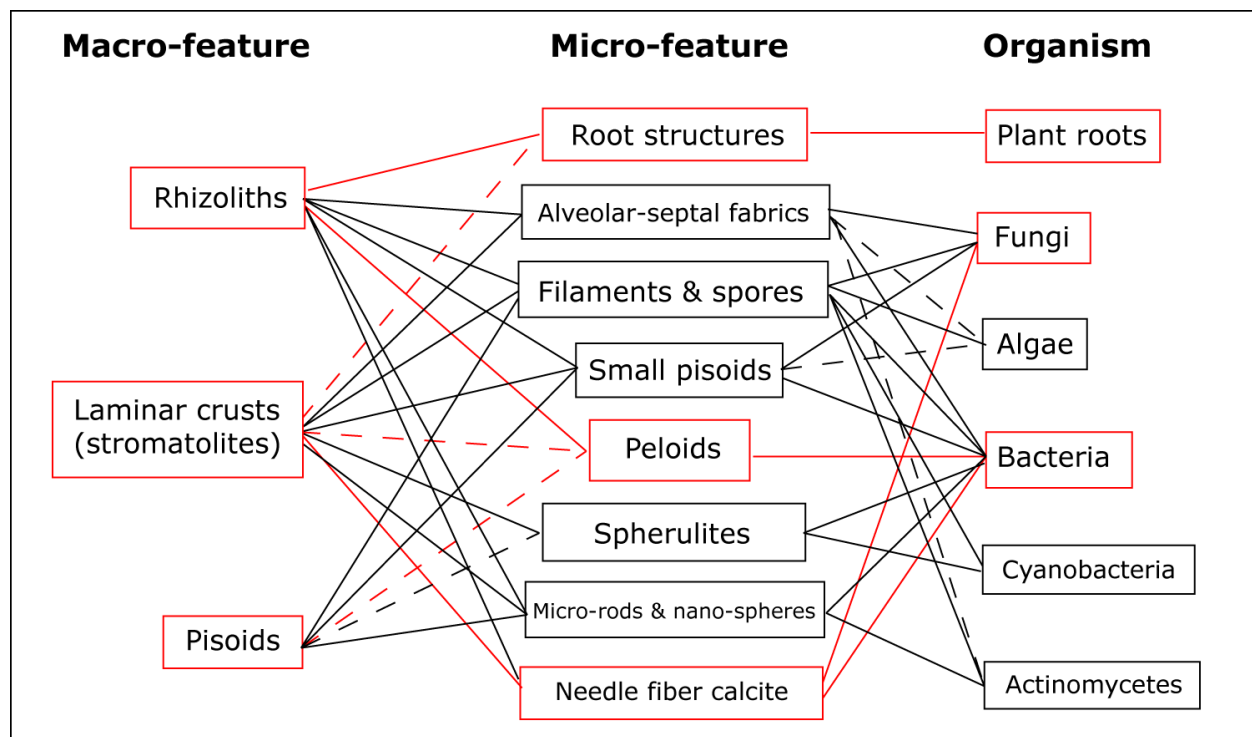 Macro-feature
Micro-feature
Organism
Rhizoliths
Laminar crusts
(stromatolites)
Pisoids
Root structures
Alveolar-septal fabrics
Filaments & spores
Small pisoids
Peloids
Spherulites
Micro-rods & nano-spheres
Needle fiber calcite
Plant roots
Fungi
Algae
Bacteria
Cyanobacteria
Actinomycetes